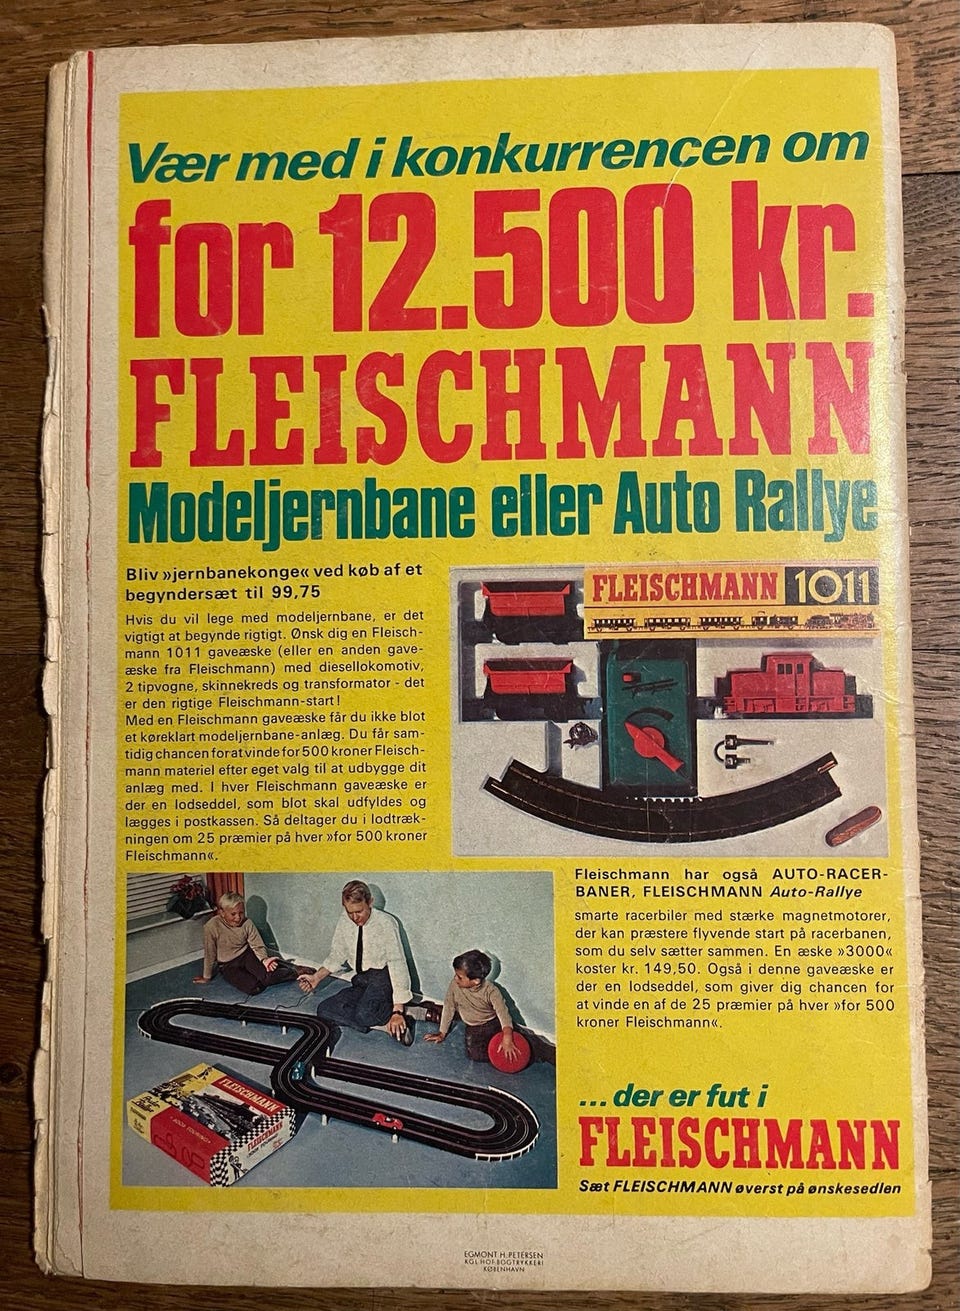 Vær med i konkurrencen om
for 12.500 kr.
FLEISCHMANN
Modeljernbane eller Auto Rallye
Bliv »jernbanekonge« ved køb af et
begyndersæt til 99,75
Hvis du vil lege med modeljernbane, er det
vigtigt at begynde rigtigt. Ønsk dig en Fleisch-
mann 1011 gaveæske (eller en anden gave-
æske fra Fleischmann) med diesellokomotiv,
2 tipvogne, skinnekreds og transformator - det
er den rigtige Fleischmann-start!
Med en Fleischmann gaveæske får du ikke blot
et køreklart modeljernbane-anlæg. Du får sam-
tidig chancen for at vinde for 500 kroner Fleisch-
mann materiel efter eget valg til at udbygge dit
anlæg med. I hver Fleischmann gaveæske er
der en lodseddel, som blot skal udfyldes og
lægges i postkassen. Så deltager du i lodtræk-
ningen om 25 præmier på hver »for 500 kroner
Fleischmann«.
FLEISCHMANN 1011
Fleischmann har også AUTO-RACER-
BANER, FLEISCHMANN Auto-Rallye
smarte racerbiler med stærke magnetmotorer,
der kan præstere flyvende start på racerbanen,
som du selv sætter sammen. En æske »3000«
koster kr. 149,50. Også i denne gaveæske er
der en lodseddel, som giver dig chancen for
at vinde en af de 25 præmier på hver »for 500
kroner Fleischmann«.
FLEISCHMANN
FLEISCHMANN
... der er fut i
FLEISCHMANN
Sæt FLEISCHMANN øverst på ønskesedlen
EGMONT H. PETERSEN
KGL. HOF-BOGTRYKKERI
KØBENHAVN